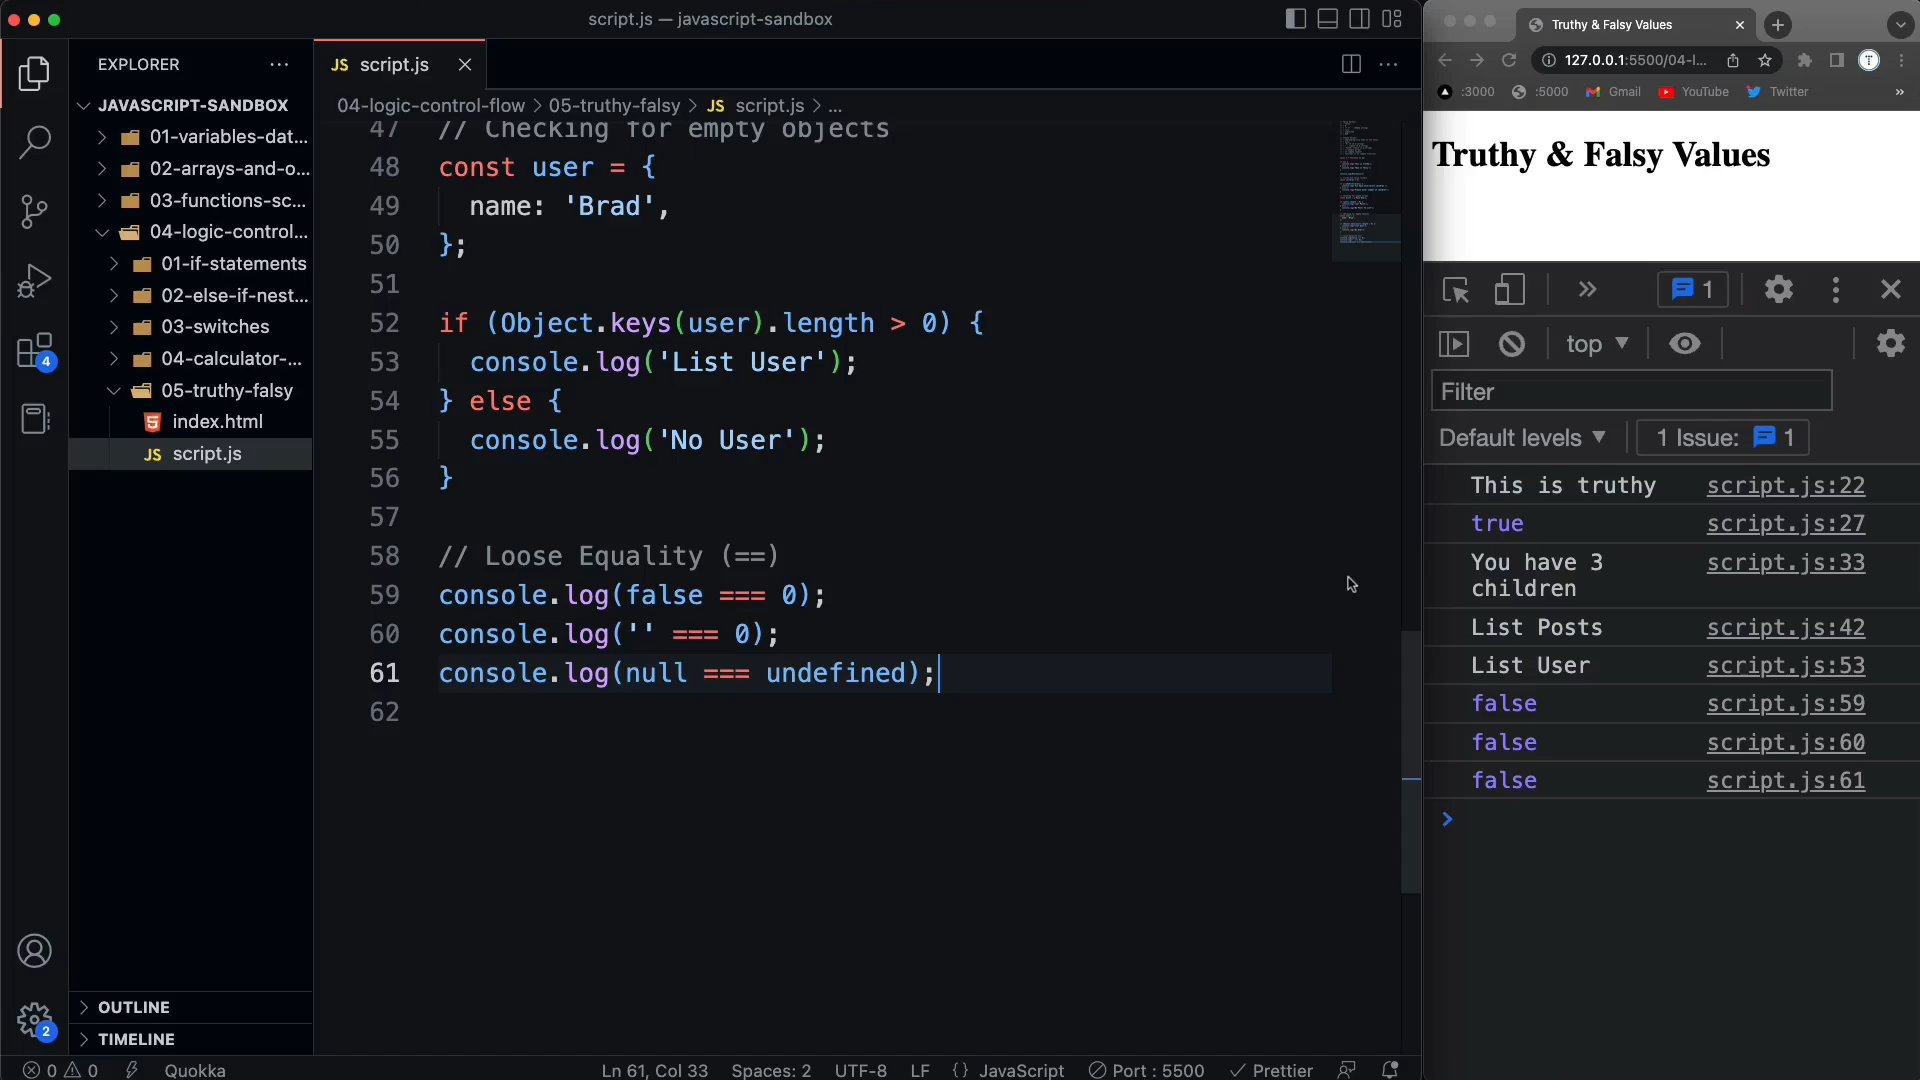 script.js — javascript-sandbox
EXPLORER
JAVASCRIPT-SANDBOX
01-variables-dat...
02-arrays-and-o...
03-functions-sc...
04-logic-control...
01-if-statements
02-else-if-nest...
03-switches
04-calculator-...
05-truthy-falsy
index.html
JS script.js
OUTLINE
TIMELINE
4
2
JS script.js
04-logic-control-flow > 05-truthy-falsy > JS script.js > ...
47 // Checking for empty objects
48 const user = {
49 name: 'Brad',
50 };
51
52 if (Object.keys(user).length > 0) {
53 console.log('List User');
54 } else {
55 console.log('No User');
56 }
57
58 // Loose Equality (==)
59 console.log(false === 0);
60 console.log('' === 0);
61 console.log(null === undefined);
62
0 0 Quokka Ln 61, Col 33 Spaces: 2 UTF-8 LF {} JavaScript Port : 5500 Prettier
Truthy & Falsy Values
127.0.0.1:5500/04-l...
:3000 :5000 Gmail YouTube Twitter »
Truthy & Falsy Values
1
top
Filter
Default levels 1 Issue: 1
This is truthy script.js:22
true script.js:27
You have 3 script.js:33
children
List Posts script.js:42
List User script.js:53
false script.js:59
false script.js:60
false script.js:61